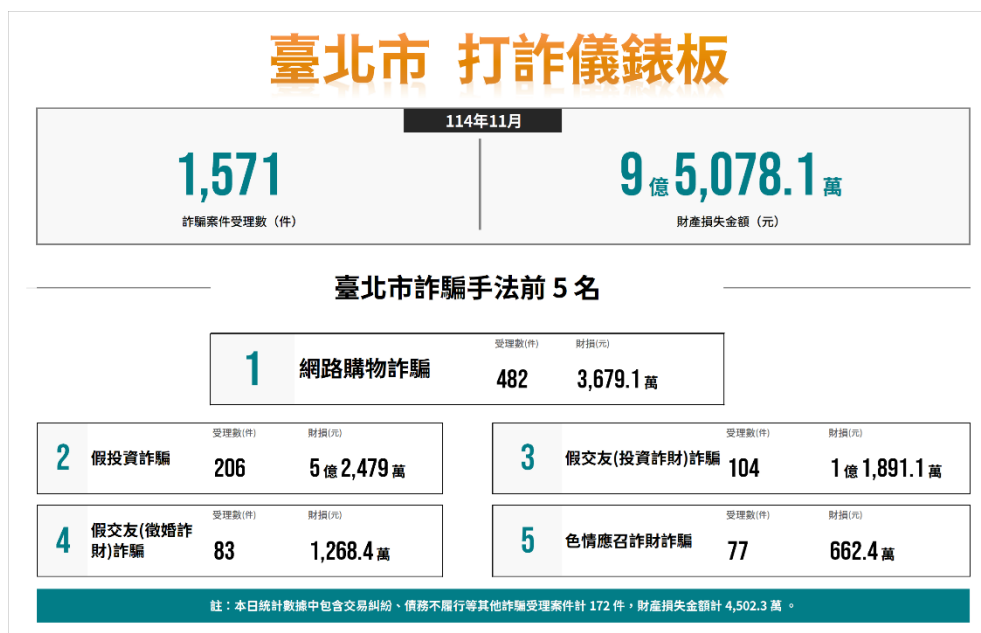 臺北市 打詐儀錶板
114年11月
1,571
詐騙案件受理數（件）
9億5,078.1萬
財產損失金額（元）
臺北市詐騙手法前 5 名
1
網路購物詐騙
受理數(件)
482
財損(元)
3,679.1萬
2
假投資詐騙
受理數(件)
206
財損(元)
5億2,479萬
3
假交友(投資詐財)詐騙
受理數(件)
104
財損(元)
1億1,891.1萬
4
假交友(徵婚詐
財)詐騙
受理數(件)
83
財損(元)
1,268.4萬
5
色情應召詐財詐騙
受理數(件)
77
財損(元)
662.4萬
註：本日統計數據中包含交易糾紛、債務不履行等其他詐騙受理案件計 172 件，財產損失金額計 4,502.3 萬 。